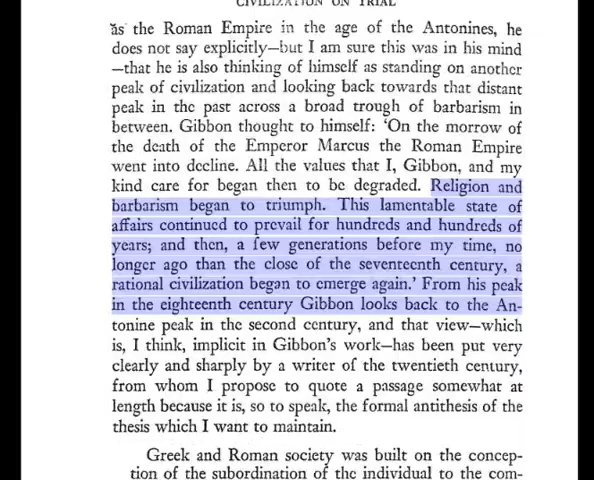 CIVILIZATION ON TRIAL
as the Roman Empire in the age of the Antonines, he
does not say explicitly—but I am sure this was in his mind
—that he is also thinking of himself as standing on another
peak of civilization and looking back towards that distant
peak in the past across a broad trough of barbarism in
between. Gibbon thought to himself: 'On the morrow of
the death of the Emperor Marcus the Roman Empire
went into decline. All the values that I, Gibbon, and my
kind care for began then to be degraded. Religion and
barbarism began to triumph. This lamentable state of
affairs continued to prevail for hundreds and hundreds of
years; and then, a few generations before my time, no
longer ago than the close of the seventeenth century, a
rational civilization began to emerge again.' From his peak
in the eighteenth century Gibbon looks back to the An-
tonine peak in the second century, and that view—which
is, I think, implicit in Gibbon's work—has been put very
clearly and sharply by a writer of the twentieth century,
from whom I propose to quote a passage somewhat at
length because it is, so to speak, the formal antithesis of the
thesis which I want to maintain.
Greek and Roman society was built on the concep-
tion of the subordination of the individual to the com-